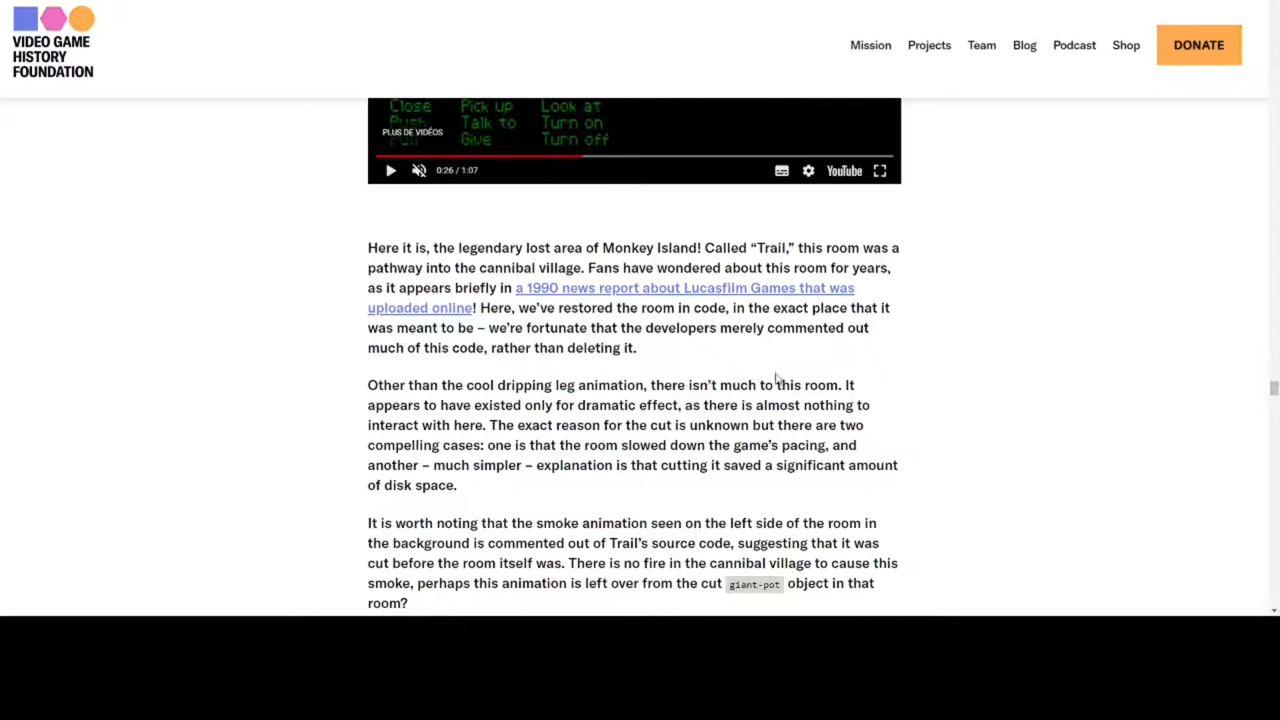 VIDEO GAME
HISTORY
FOUNDATION
Mission Projects Team Blog Podcast Shop DONATE
Close Pick up Look at
Push Talk to Turn on
Pull Give Turn off
PLUS DE VIDÉOS
0:26 / 1:07 YouTube
Here it is, the legendary lost area of Monkey Island! Called “Trail,” this room was a
pathway into the cannibal village. Fans have wondered about this room for years,
as it appears briefly in a 1990 news report about Lucasfilm Games that was
uploaded online! Here, we’ve restored the room in code, in the exact place that it
was meant to be – we’re fortunate that the developers merely commented out
much of this code, rather than deleting it.
Other than the cool dripping leg animation, there isn’t much to this room. It
appears to have existed only for dramatic effect, as there is almost nothing to
interact with here. The exact reason for the cut is unknown but there are two
compelling cases: one is that the room slowed down the game’s pacing, and
another – much simpler – explanation is that cutting it saved a significant amount
of disk space.
It is worth noting that the smoke animation seen on the left side of the room in
the background is commented out of Trail’s source code, suggesting that it was
cut before the room itself was. There is no fire in the cannibal village to cause this
smoke, perhaps this animation is left over from the cut giant-pot object in that
room?